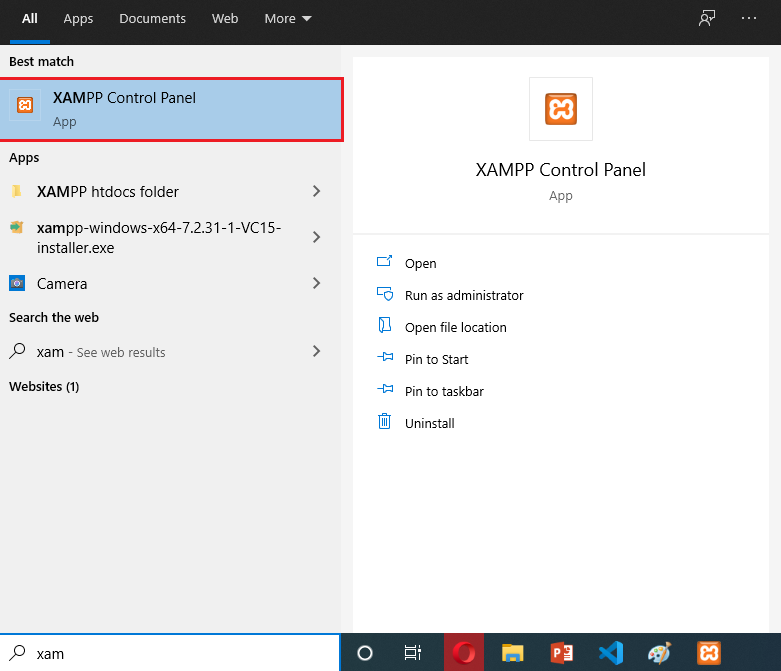 All Apps Documents Web More
Best match
XAMPP Control Panel
App
Apps
XAMPP htdocs folder
xampp-windows-x64-7.2.31-1-VC15-
installer.exe
Camera
Search the web
xam - See web results
Websites (1)
XAMPP Control Panel
App
Open
Run as administrator
Open file location
Pin to Start
Pin to taskbar
Uninstall
xam